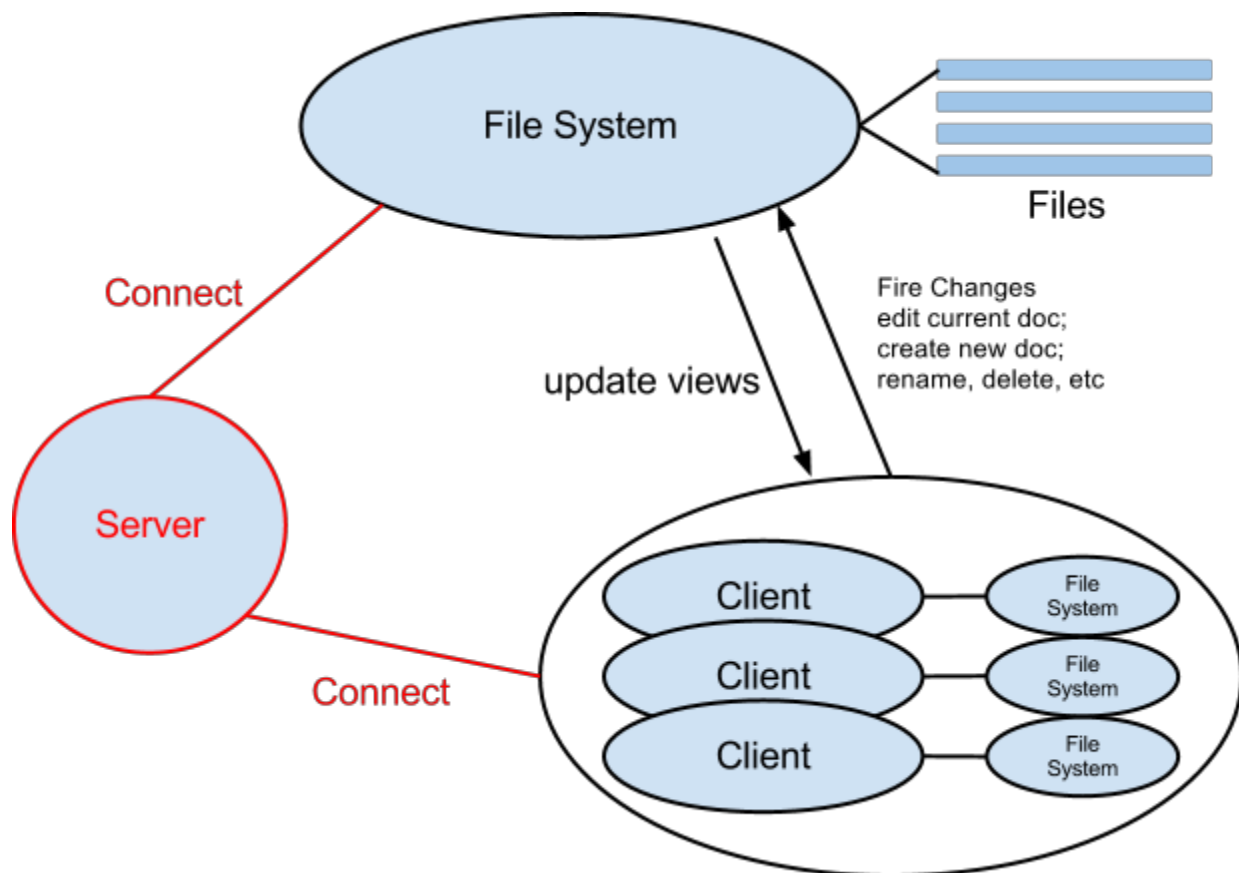 File System
Files
Connect
Fire Changes
edit current doc;
create new doc;
rename, delete, etc
update views
Server
Connect
Client
File
System
Client
File
System
Client
File
System